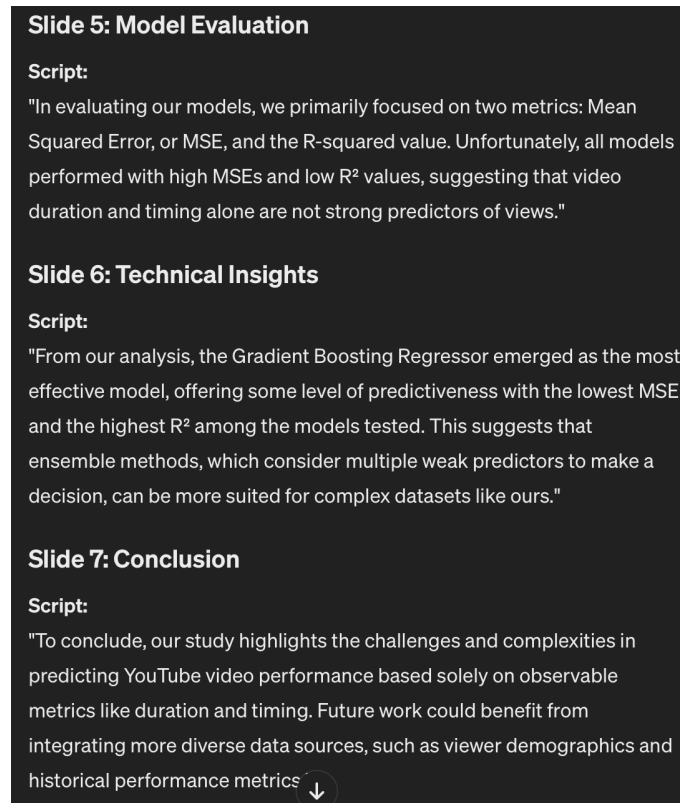 Slide 5: Model Evaluation
Script:
"In evaluating our models, we primarily focused on two metrics: Mean
Squared Error, or MSE, and the R-squared value. Unfortunately, all models
performed with high MSEs and low R² values, suggesting that video
duration and timing alone are not strong predictors of views."
Slide 6: Technical Insights
Script:
"From our analysis, the Gradient Boosting Regressor emerged as the most
effective model, offering some level of predictiveness with the lowest MSE
and the highest R² among the models tested. This suggests that
ensemble methods, which consider multiple weak predictors to make a
decision, can be more suited for complex datasets like ours."
Slide 7: Conclusion
Script:
"To conclude, our study highlights the challenges and complexities in
predicting YouTube video performance based solely on observable
metrics like duration and timing. Future work could benefit from
integrating more diverse data sources, such as viewer demographics and
historical performance metrics